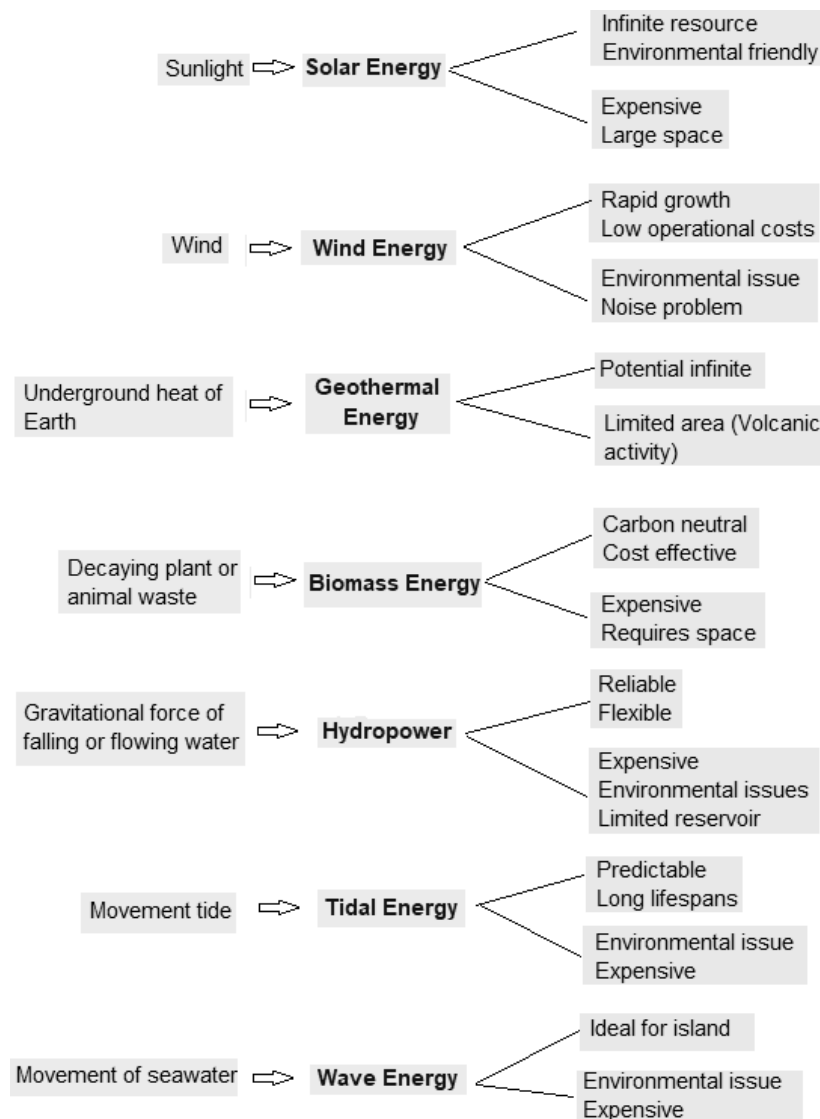 Sunlight
Solar Energy
Infinite resource
Environmental friendly
Expensive
Large space
Wind
Wind Energy
Rapid growth
Low operational costs
Environmental issue
Noise problem
Underground heat of
Earth
Geothermal
Energy
Potential infinite
Limited area (Volcanic
activity)
Decaying plant or
animal waste
Biomass Energy
Carbon neutral
Cost effective
Expensive
Requires space
Gravitational force of
falling or flowing water
Hydropower
Reliable
Flexible
Expensive
Environmental issues
Limited reservoir
Movement tide
Tidal Energy
Predictable
Long lifespans
Environmental issue
Expensive
Movement of seawater
Wave Energy
Ideal for island
Environmental issue
Expensive